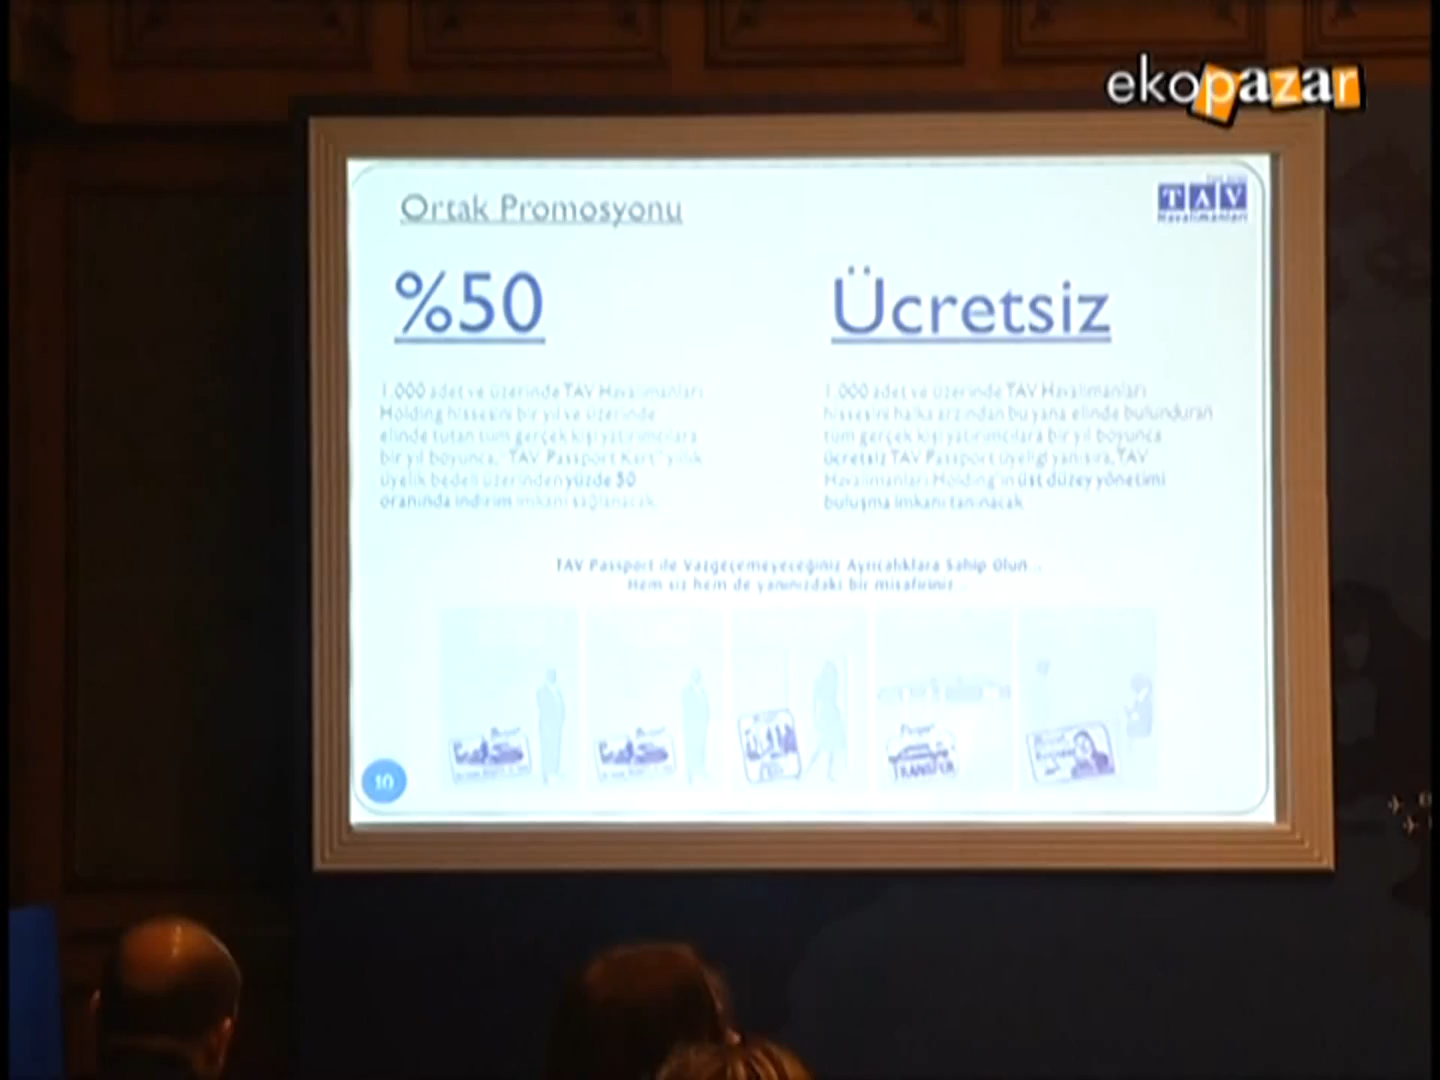 ekopazar
Ortak Promosyonu
TAV
Havalimanları
%50
Ücretsiz
1.000 adet ve üzerinde TAV Havalimanları
Holding hissesini bir yıl ve üzerinde
elinde tutan tüm gerçek kişi yatırımcılara
bir yıl boyunca, "TAV Passport Kart" yıllık
üyelik bedeli üzerinden yüzde 50
oranında indirim imkanı sağlanacak.
1.000 adet ve üzerinde TAV Havalimanları
hissesini halka arzından bu yana elinde bulunduran
tüm gerçek kişi yatırımcılara bir yıl boyunca
ücretsiz TAV Passport üyeliği yanısıra, TAV
Havalimanları Holding'in üst düzey yönetimi
buluşma imkanı tanınacak
TAV Passport ile Vazgeçemeyeceğiniz Ayrıcalıklara Sahip Olun...
Hem siz hem de yanınızdaki bir misafiriniz...
TRANSFER
10